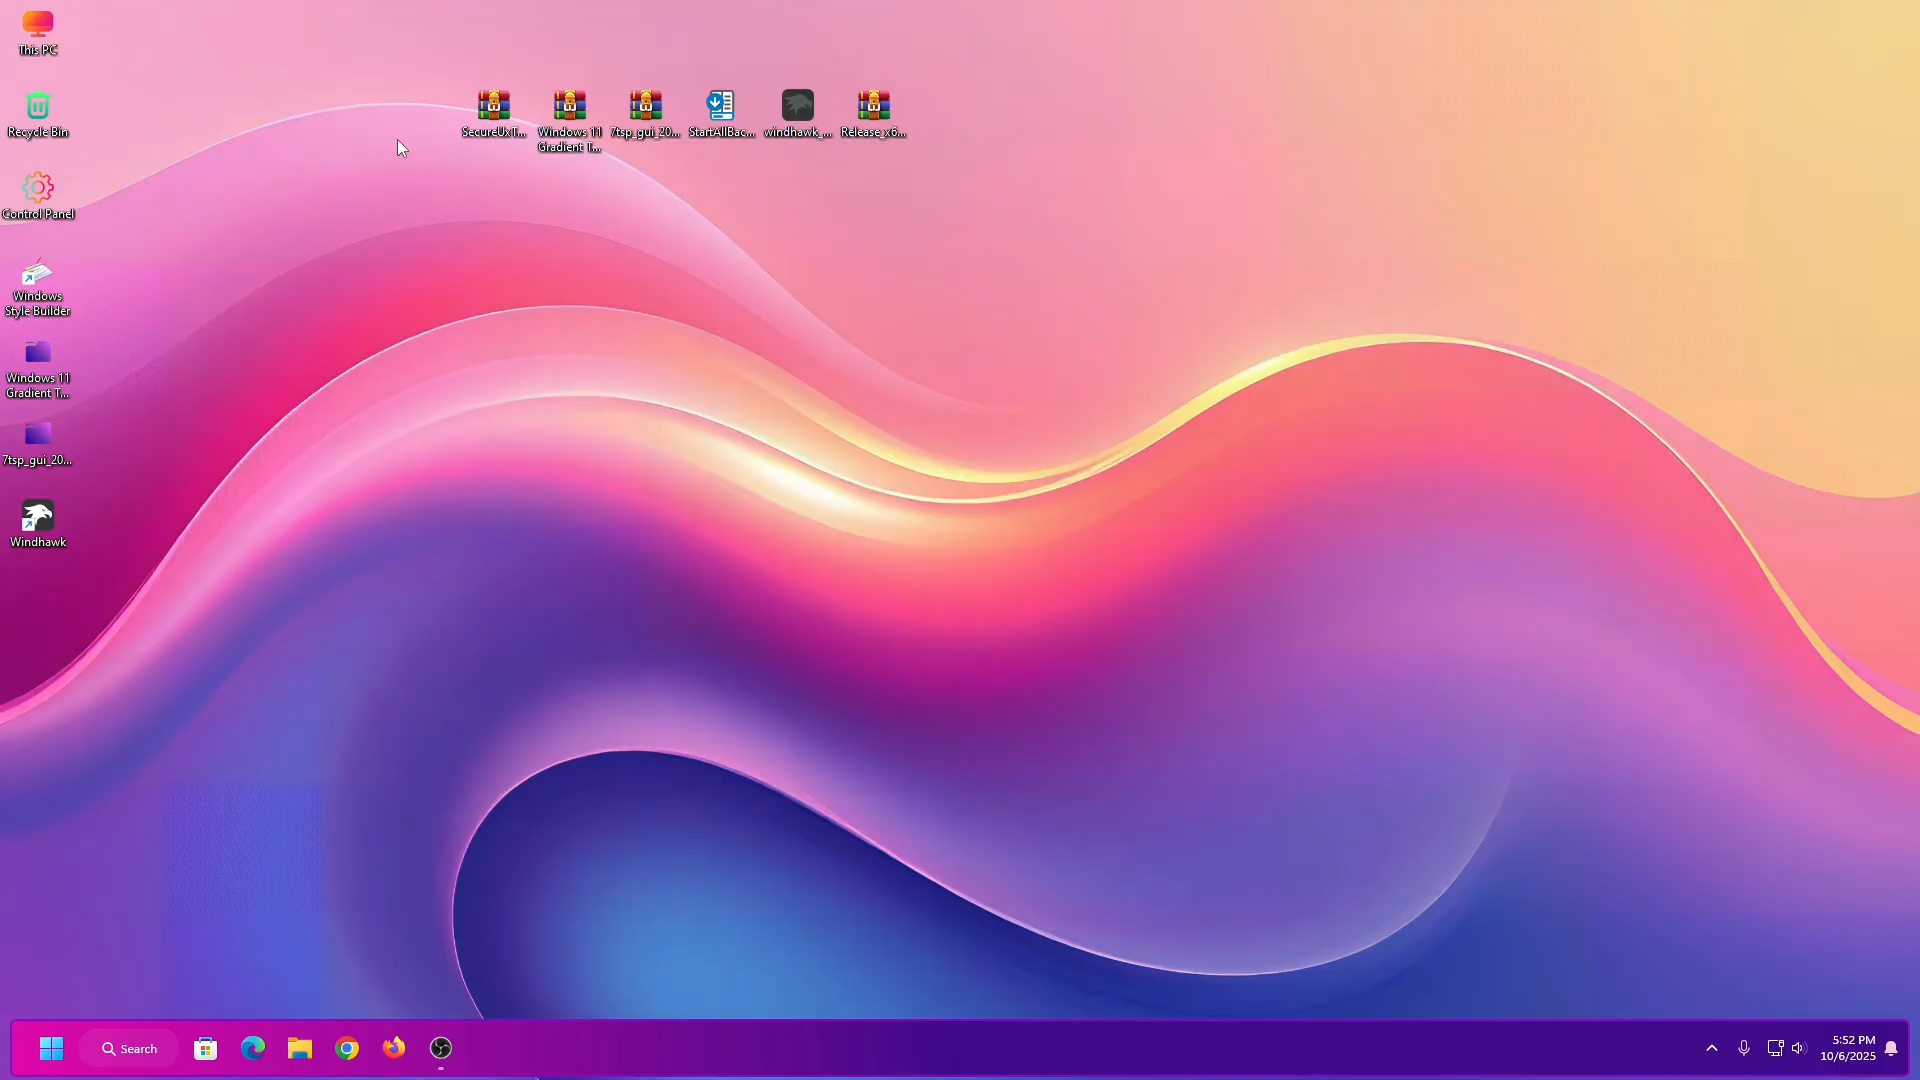 This PC
Recycle Bin
Control Panel
Windows
Style Builder
Windows 11
Gradient T...
7tsp_gui_20...
Windhawk
SecureUxT...
Windows 11
Gradient T...
7tsp_gui_20...
StartAllBac...
windhawk_...
Release_x6...
Search
5:52 PM
10/6/2025